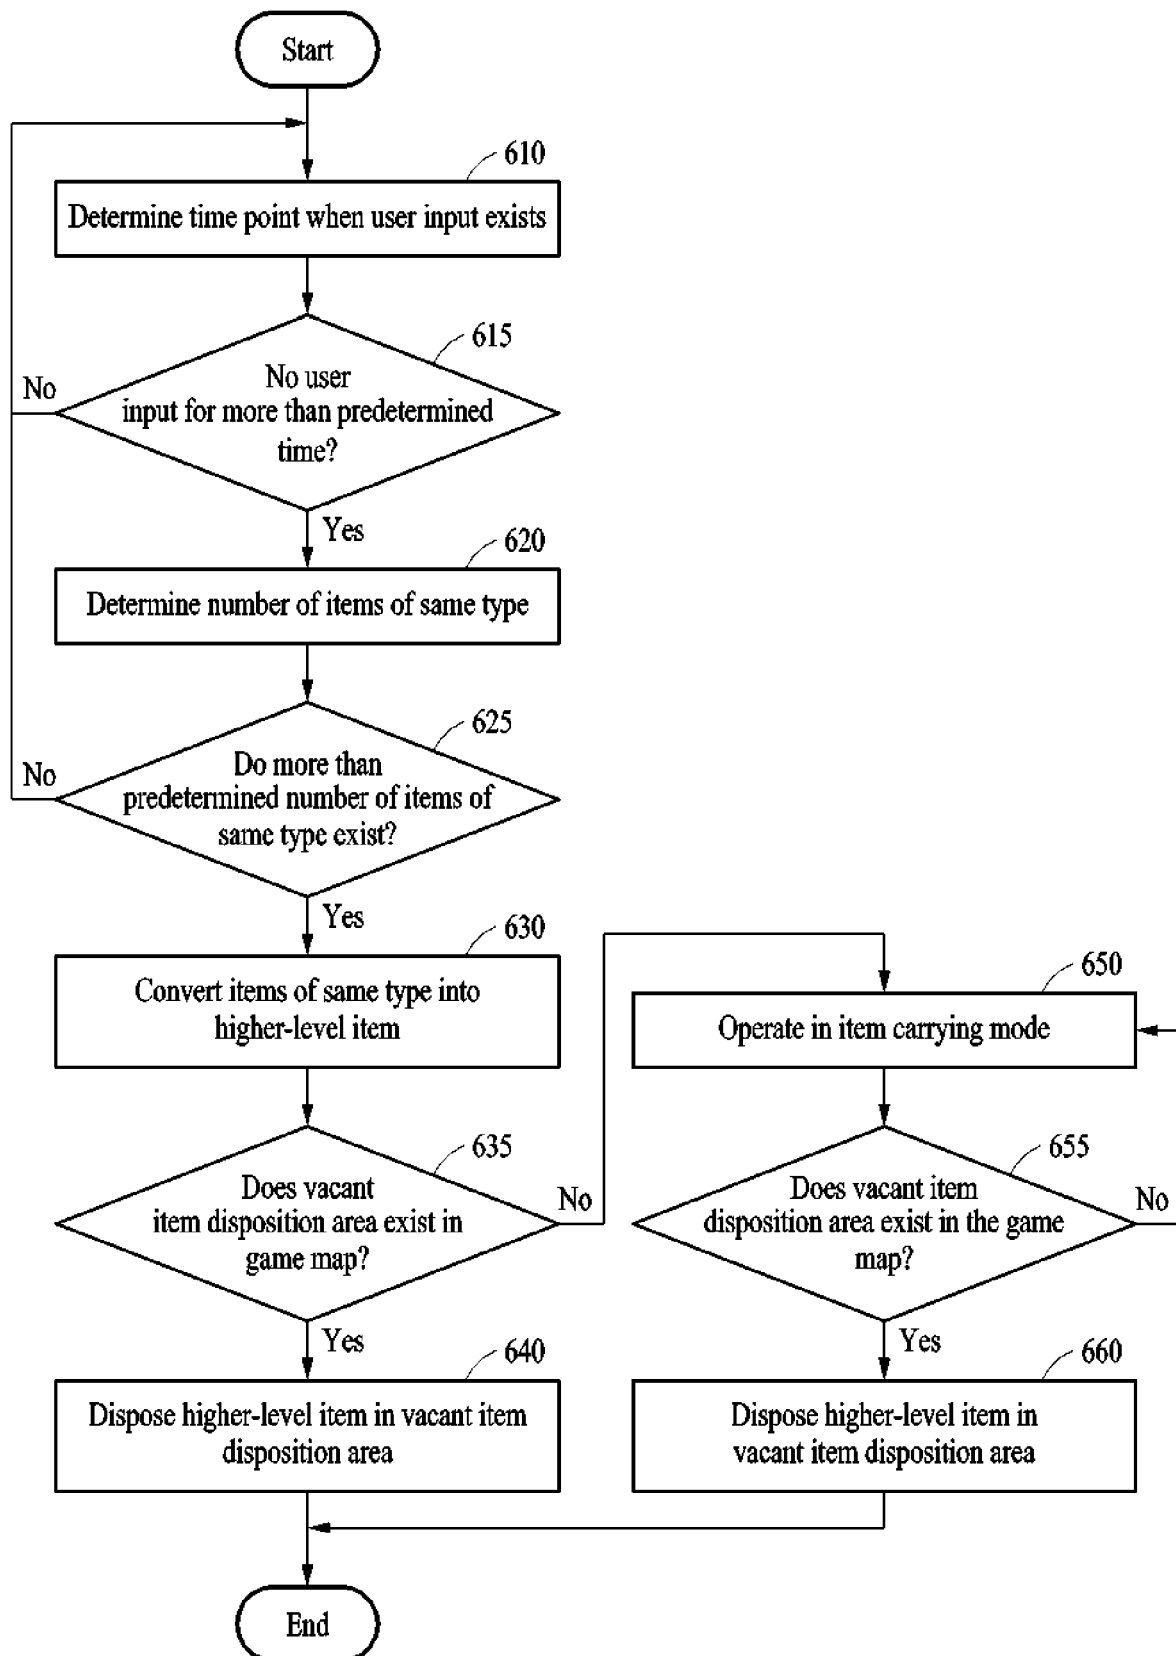 Start
610
Determine time point when user input exists
615
No user
input for more than predetermined
time?
No
Yes
620
Determine number of items of same type
625
Do more than
predetermined number of items of
same type exist?
No
Yes
630
Convert items of same type into
higher-level item
635
Does vacant
item disposition area exist in
game map?
No
Yes
640
Dispose higher-level item in vacant item
disposition area
650
Operate in item carrying mode
655
Does vacant item
disposition area exist in the game
map?
No
Yes
660
Dispose higher-level item in
vacant item disposition area
End